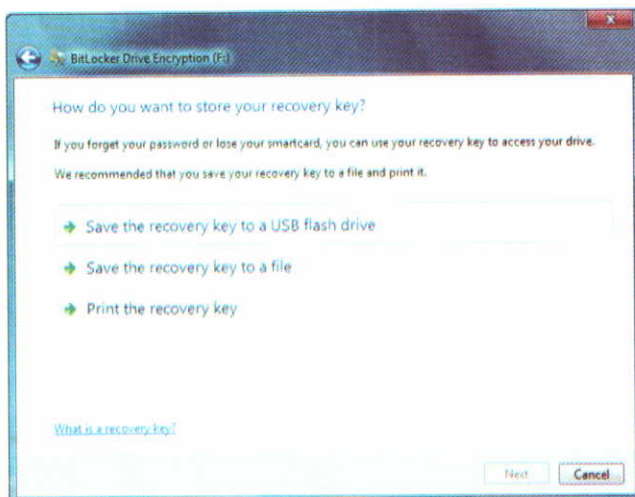 BitLocker Drive Encryption (F:)
How do you want to store your recovery key?
If you forget your password or lose your smartcard, you can use your recovery key to access your drive.
We recommended that you save your recovery key to a file and print it.
Save the recovery key to a USB flash drive
Save the recovery key to a file
Print the recovery key
What is a recovery key?
Next Cancel